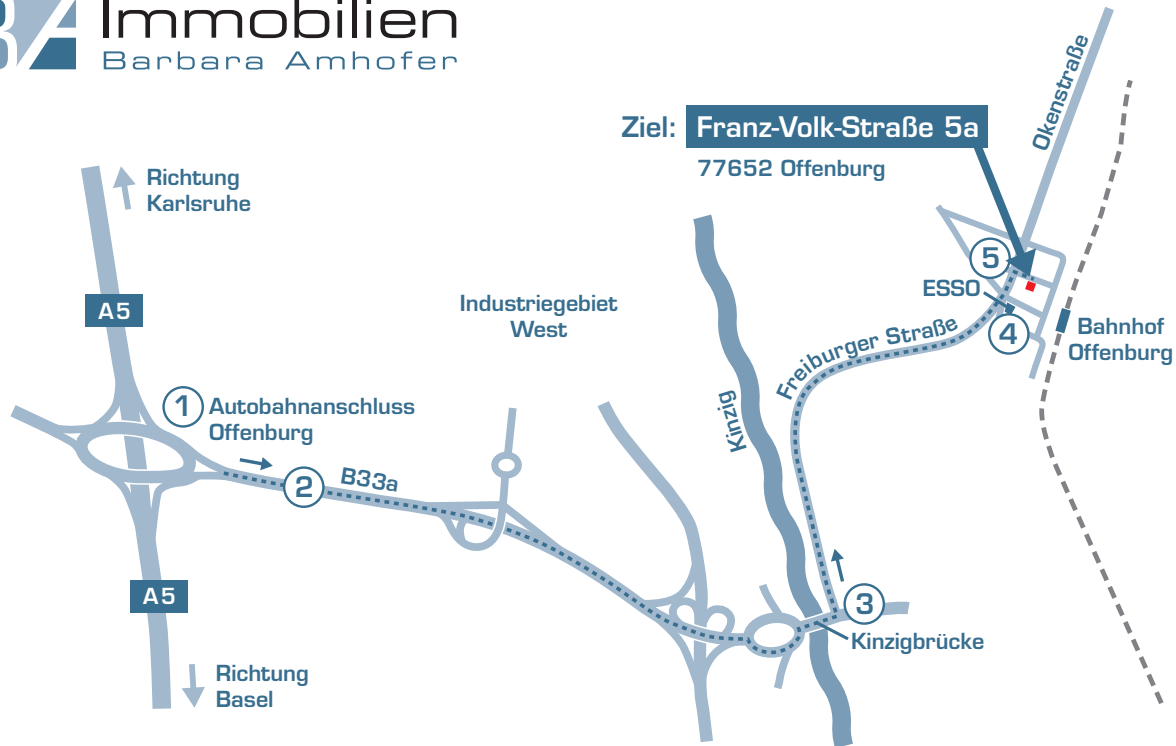 BA
Immobilien
Barbara Amhofer
Ziel: Franz-Volk-Straße 5a
77652 Offenburg
Okenstraße
Richtung
Karlsruhe
A5
Industriegebiet
West
5
ESSO
4
Bahnhof
Offenburg
Freiburger Straße
Kinzig
1
Autobahnanschluss
Offenburg
2
B33a
A5
3
Kinzigbrücke
Richtung
Basel